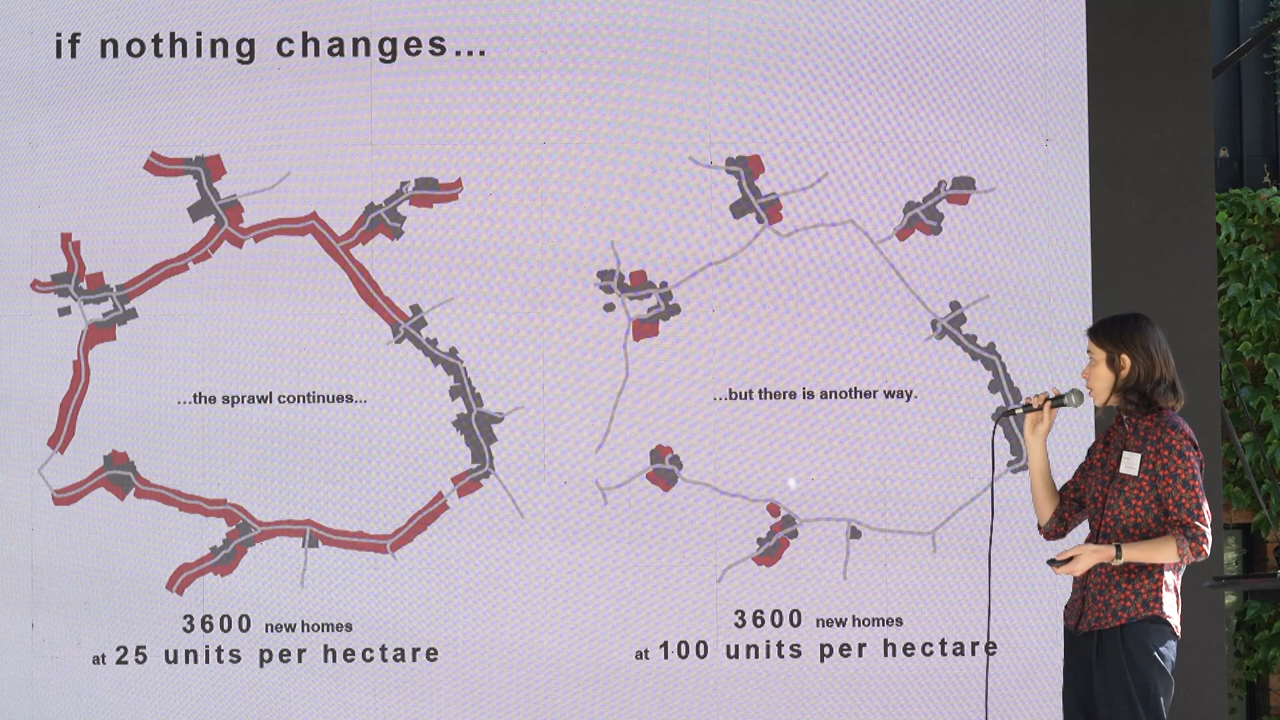 if nothing changes...
...the sprawl continues...
...but there is another way.
3600 new homes
at 25 units per hectare
3600 new homes
at 100 units per hectare